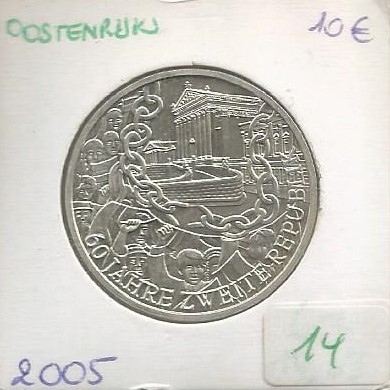 OOSTENRIJK
10€
60 JAHRE ZWEITE REPUBLIK
2005
14